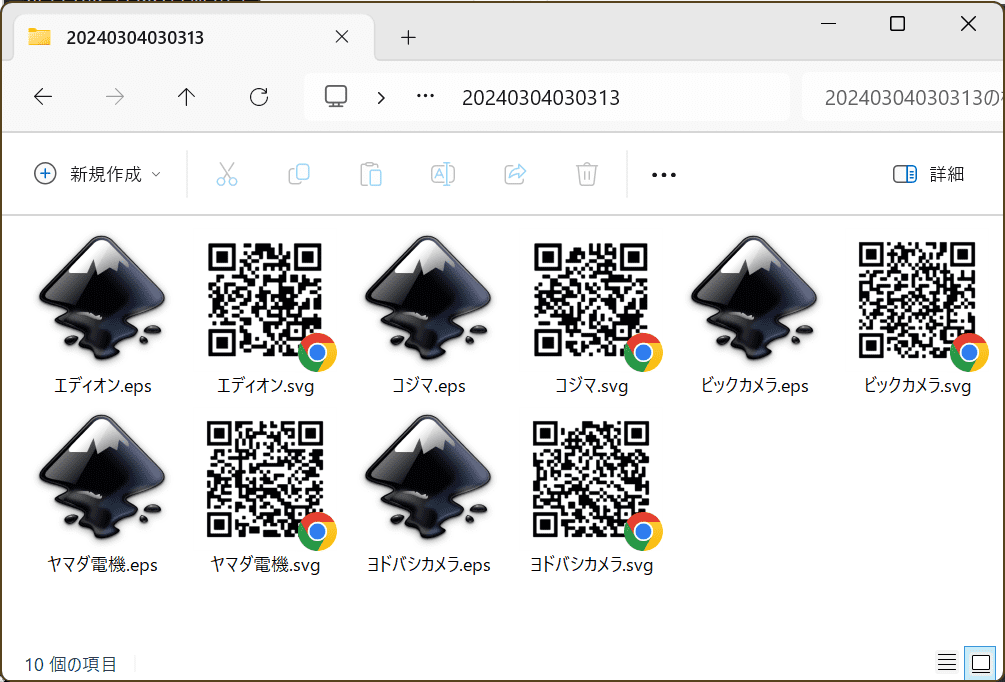 20240304030313
20240304030313
20240304030313の
新規作成
詳細
エディオン.eps
エディオン.svg
コジマ.eps
コジマ.svg
ビックカメラ.eps
ビックカメラ.svg
ヤマダ電機.eps
ヤマダ電機.svg
ヨドバシカメラ.eps
ヨドバシカメラ.svg
10 個の項目